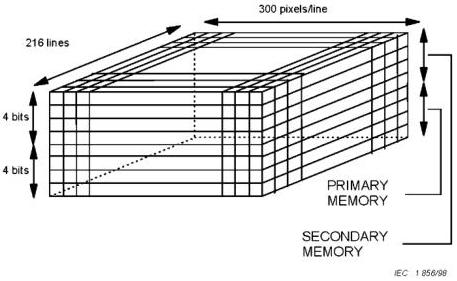 300 pixels/line
216 lines
4 bits
4 bits
PRIMARY
MEMORY
SECONDARY
MEMORY
IEC 1 856/98